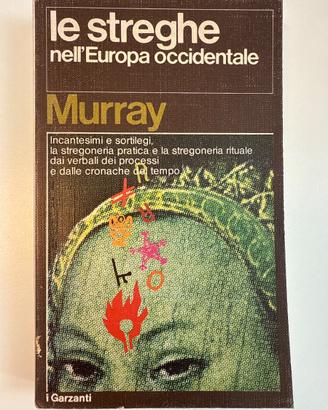 le streghe
nell'Europa occidentale
Murray
Incantesimi e sortilegi,
la stregoneria pratica e la stregoneria rituale
dai verbali dei processi
e dalle cronache del tempo
i Garzanti